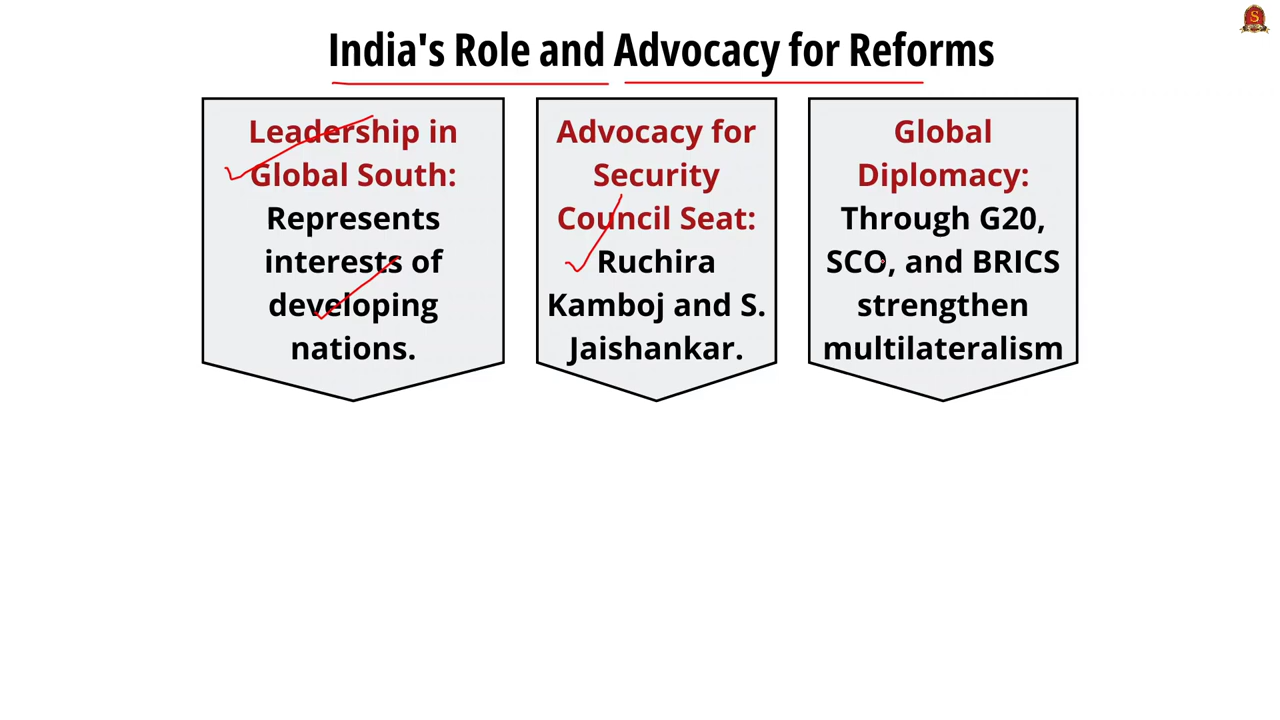 India's Role and Advocacy for Reforms
Leadership in
Global South:
Represents
interests of
developing
nations.
Advocacy for
Security
Council Seat:
Ruchira
Kamboj and S.
Jaishankar.
Global
Diplomacy:
Through G20,
SCO, and BRICS
strengthen
multilateralism
S